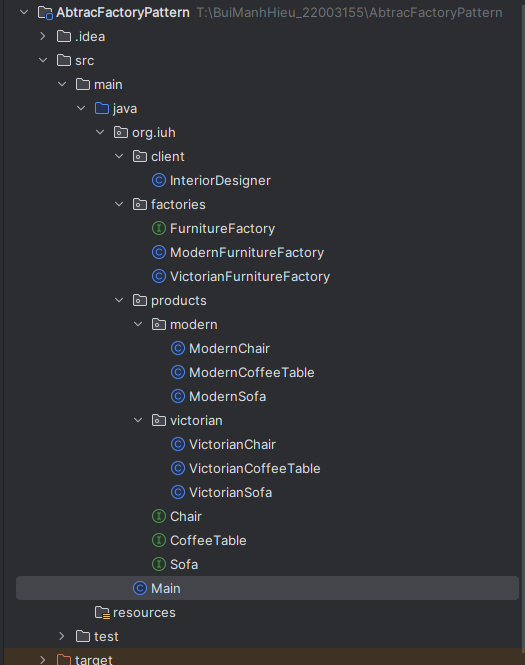 AbtracFactoryPattern T:\BuiManhHieu_22003155\AbtracFactoryPattern
.idea
src
main
java
org.iuh
client
C InteriorDesigner
factories
I FurnitureFactory
C ModernFurnitureFactory
C VictorianFurnitureFactory
products
modern
C ModernChair
C ModernCoffeeTable
C ModernSofa
victorian
C VictorianChair
C VictorianCoffeeTable
C VictorianSofa
I Chair
I CoffeeTable
I Sofa
C Main
resources
test
target